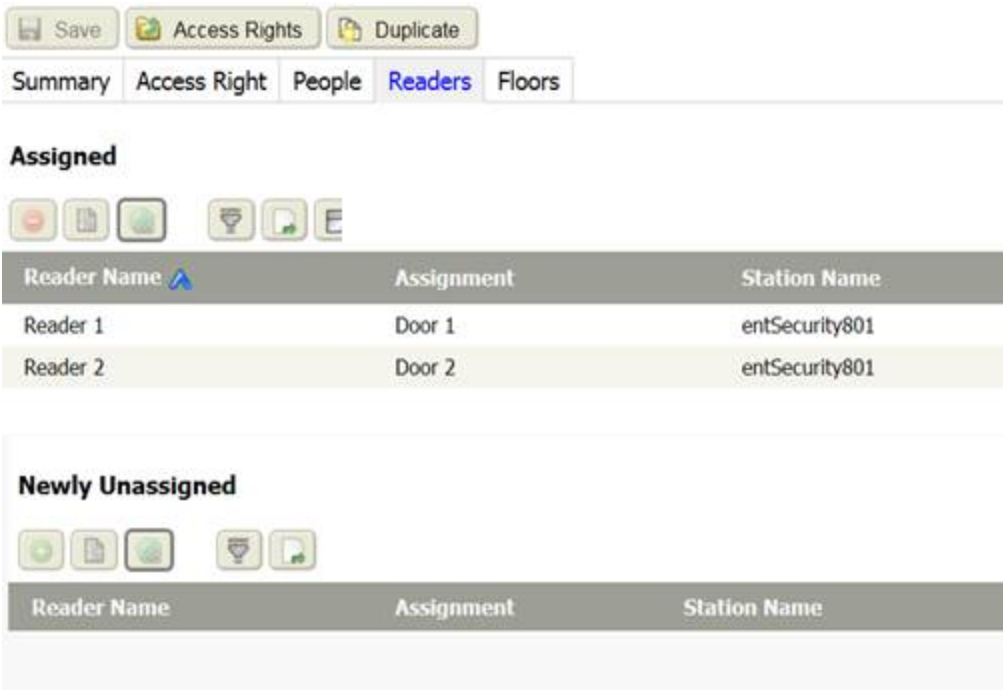 Save Access Rights Duplicate
Summary Access Right People Readers Floors
Assigned
Reader Name Assignment Station Name
Reader 1 Door 1 entSecurity801
Reader 2 Door 2 entSecurity801
Newly Unassigned
Reader Name Assignment Station Name